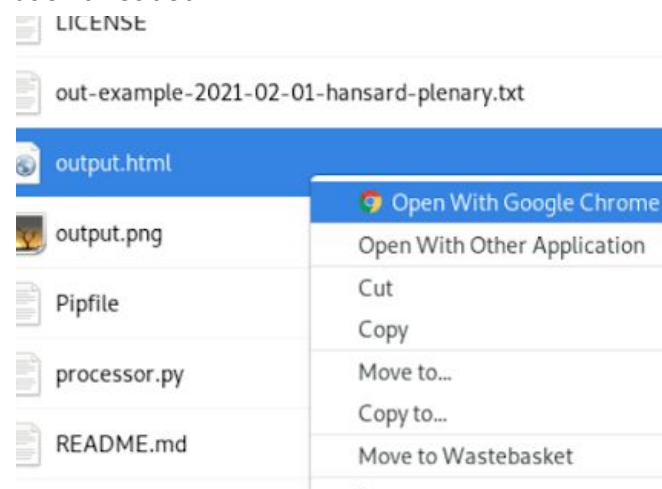 LICENSE
out-example-2021-02-01-hansard-plenary.txt
output.html
Open With Google Chrome
output.png
Open With Other Application
Cut
Pipfile
Copy
processor.py
Move to...
Copy to...
README.md
Move to Wastebasket